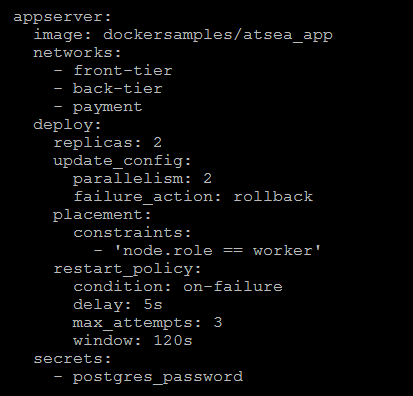 appserver:
  image: dockersamples/atsea_app
  networks:
    - front-tier
    - back-tier
    - payment
  deploy:
    replicas: 2
    update_config:
      parallelism: 2
      failure_action: rollback
    placement:
      constraints:
        - 'node.role == worker'
    restart_policy:
      condition: on-failure
      delay: 5s
      max_attempts: 3
      window: 120s
  secrets:
    - postgres_password